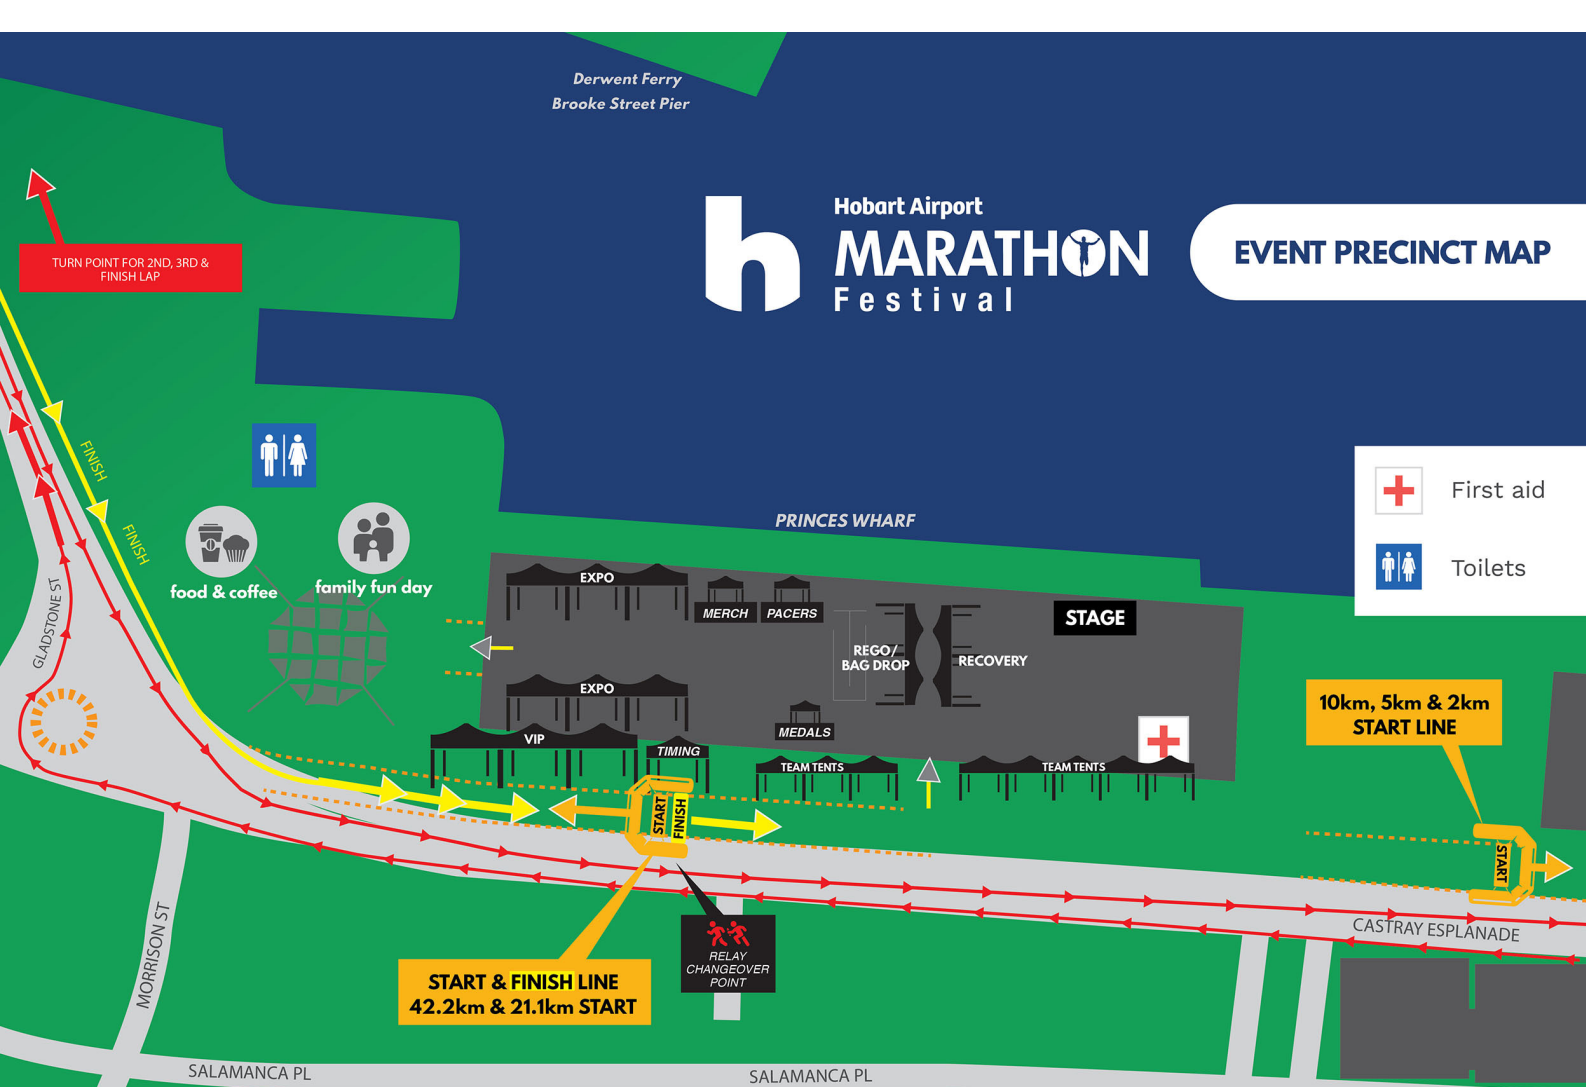 Derwent Ferry
Brooke Street Pier
h
Hobart Airport
MARATHON
Festival
EVENT PRECINCT MAP
TURN POINT FOR 2ND, 3RD &
FINISH LAP
FINISH
FINISH
First aid
Toilets
PRINCES WHARF
food & coffee
family fun day
EXPO
MERCH
PACERS
STAGE
GLADSTONE ST
REGO/
BAG DROP
RECOVERY
EXPO
VIP
TIMING
MEDALS
TEAM TENTS
TEAM TENTS
10km, 5km & 2km
START LINE
START
FINISH
START
CASTRAY ESPLANADE
MORRISON ST
RELAY
CHANGEOVER
POINT
START & FINISH LINE
42.2km & 21.1km START
SALAMANCA PL
SALAMANCA PL